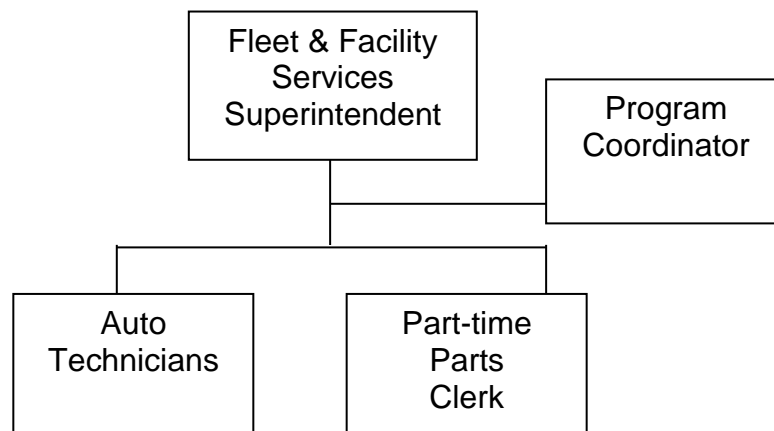 Fleet & Facility
Services
Superintendent
Program
Coordinator
Auto
Technicians
Part-time
Parts
Clerk